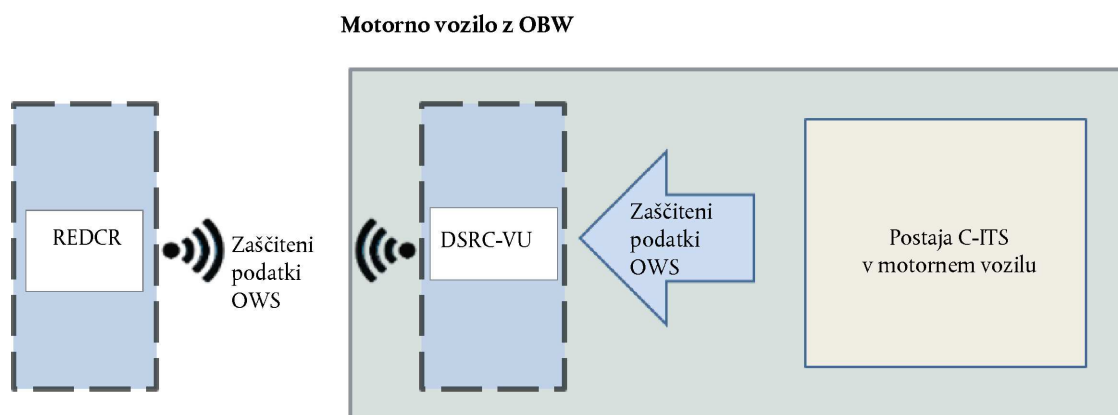 Motorno vozilo z OBW
REDCR
Zaščiteni
podatki
OWS
DSRC-VU
Zaščiteni
podatki
OWS
Postaja C-ITS
v motornem vozilu